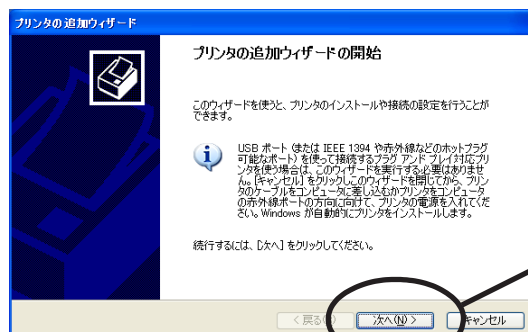 プリンタの追加ウィザード
プリンタの追加ウィザードの開始
このウィザードを使うと、プリンタのインストールや接続の設定を行うことが
できます。
USB ポート (または IEEE 1394 や赤外線などのホットプラグ
可能なポート) を使って接続するプラグ アンド プレイ対応プリ
ンタを使う場合は、このウィザードを実行する必要はありませ
ん。[キャンセル] をクリックしこのウィザードを閉じてから、プリン
タのケーブルをコンピュータに差し込むかプリンタをコンピュータ
の赤外線ポートの方向に向けて、プリンタの電源を入れてくだ
さい。Windows が自動的にプリンタをインストールします。
続行するには、[次へ] をクリックしてください。
< 戻る
次へ(N) >
キャンセル